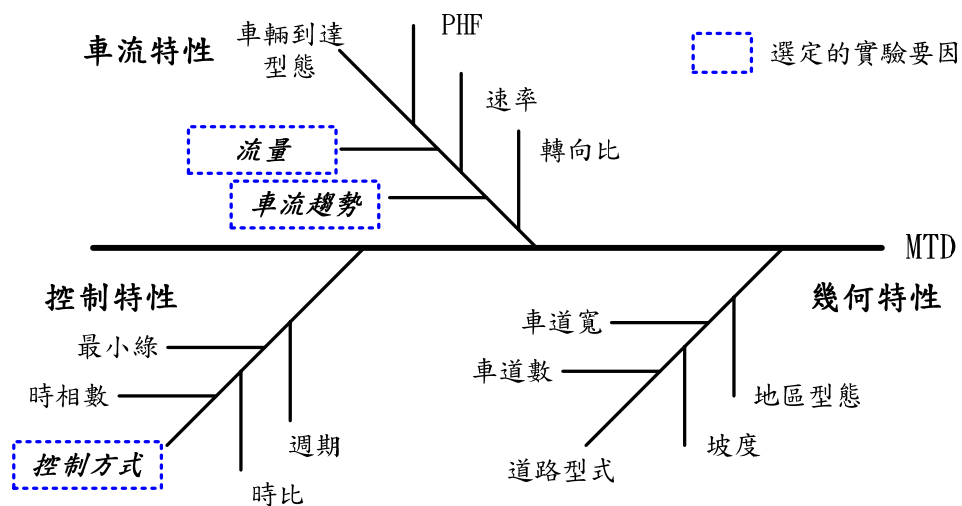 車流特性
車輛到達
型態
PHF
速率
轉向比
流量
車流趨勢
選定的實驗要因
MTD
控制特性
最小綠
時相數
控制方式
時比
週期
幾何特性
車道寬
車道數
道路型式
坡度
地區型態